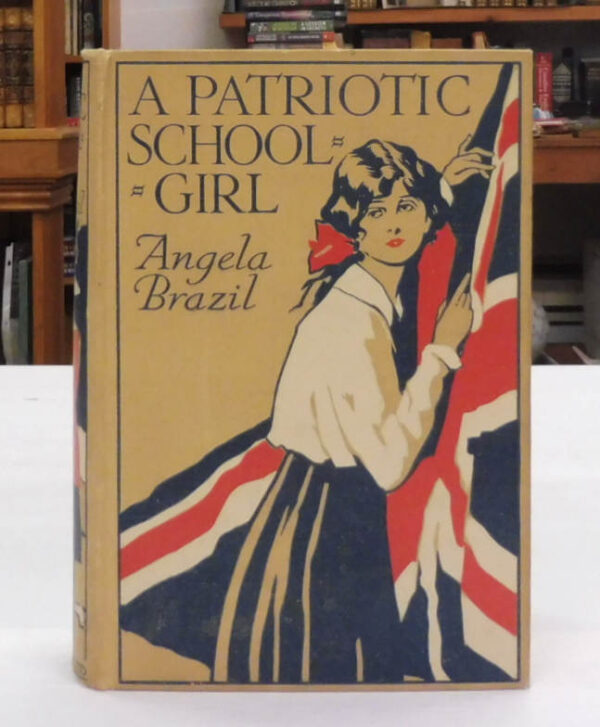 A PATRIOTIC
SCHOOL=
=GIRL
Angela
Brazil